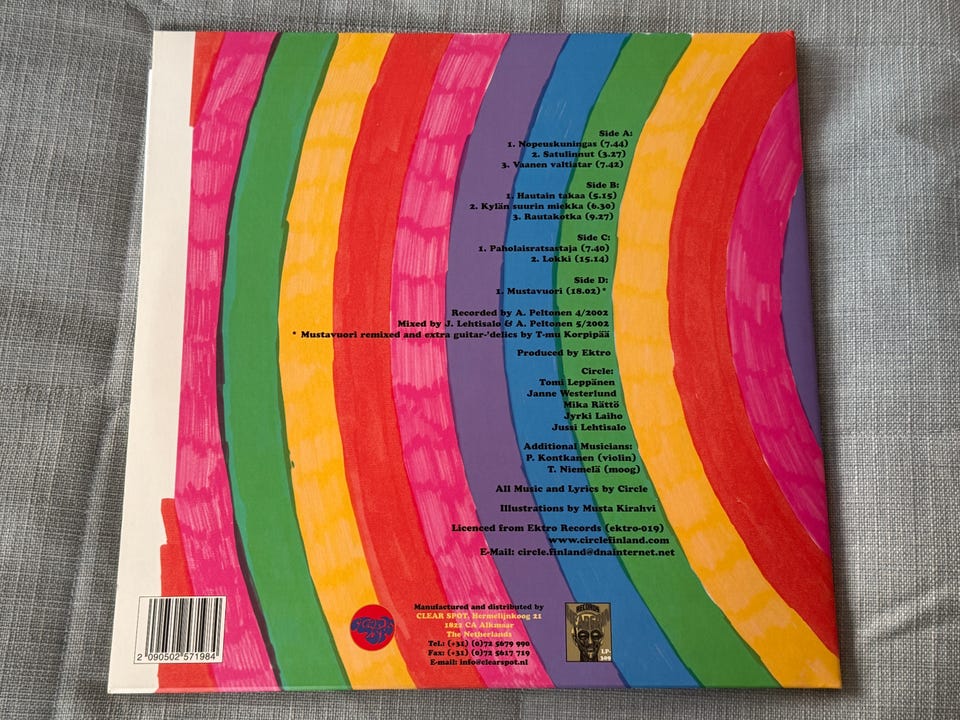 Side A:
1. Nopeuskuningas (7.44)
2. Satulinnut (3.27)
3. Vaanen valtiatar (7.42)
Side B:
1. Hautain takaa (5.15)
2. Kylän suurin miekka (6.30)
3. Rautakotka (9.27)
Side C:
1. Paholaisratsastaja (7.40)
2. Lokki (15.14)
Side D:
1. Mustavuori (18.02)*
Recorded by A. Peltonen 4/2002
Mixed by J. Lehtisalo & A. Peltonen 5/2002
* Mustavuori remixed and extra guitar-'delics by T-mu Korpipää
Produced by Ektro
Circle:
Tomi Leppänen
Janne Westerlund
Mika Rättö
Jyrki Laiho
Jussi Lehtisalo
Additional Musicians:
P. Kontkanen (violin)
T. Niemelä (moog)
All Music and Lyrics by Circle
Illustrations by Musta Kirahvi
Licenced from Ektro Records (ektro-019)
www.circlefinland.com
E-Mail: circle.finland@dnainternet.net
Manufactured and distributed by
CLEAR SPOT. Hermelijnkoog 21
1822 CA Alkmaar
The Netherlands
Tel.: (+31) (0)72 5679 990
Fax: (+31) (0)72 5617 719
E-mail: info@clearspot.nl
RECORDS
LP-
309
2 090502 571984